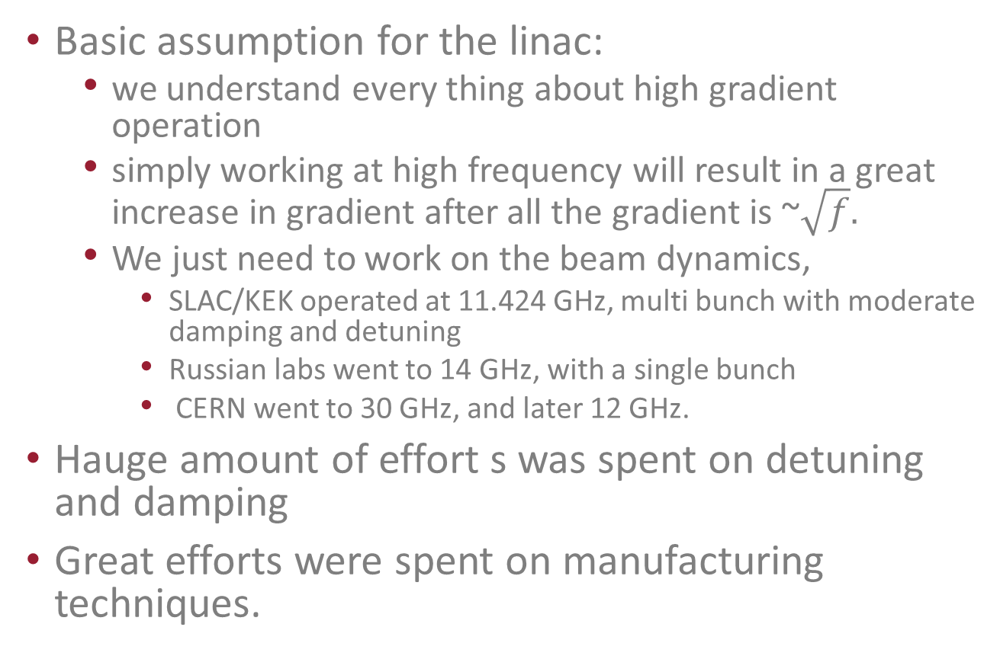 • Basic assumption for the linac:
• we understand every thing about high gradient
operation
• simply working at high frequency will result in a great
increase in gradient after all the gradient is ~√f.
• We just need to work on the beam dynamics,
• SLAC/KEK operated at 11.424 GHz, multi bunch with moderate
damping and detuning
• Russian labs went to 14 GHz, with a single bunch
• CERN went to 30 GHz, and later 12 GHz.
• Hauge amount of effort s was spent on detuning
and damping
• Great efforts were spent on manufacturing
techniques.